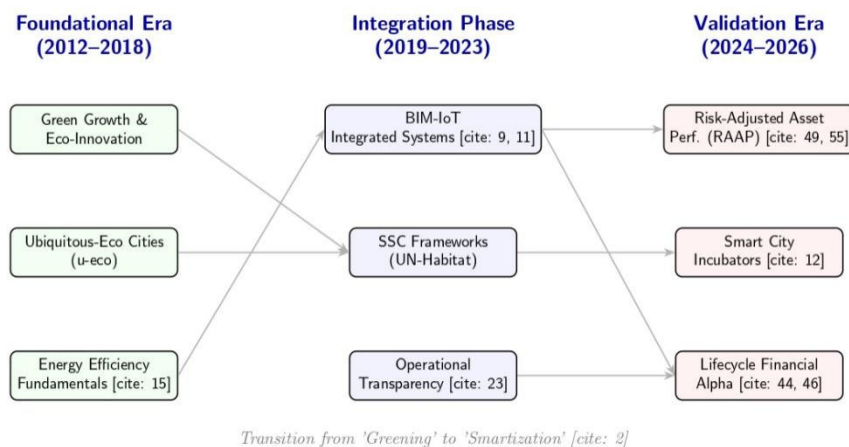 Foundational Era
(2012–2018)
Integration Phase
(2019–2023)
Validation Era
(2024–2026)
Green Growth &
Eco-Innovation
BIM-IoT
Integrated Systems [cite: 9, 11]
Risk-Adjusted Asset
Perf. (RAAP) [cite: 49, 55]
Ubiquitous-Eco Cities
(u-eco)
SSC Frameworks
(UN-Habitat)
Smart City
Incubators [cite: 12]
Energy Efficiency
Fundamentals [cite: 15]
Operational
Transparency [cite: 23]
Lifecycle Financial
Alpha [cite: 44, 46]
Transition from 'Greening' to 'Smartization' [cite: 2]